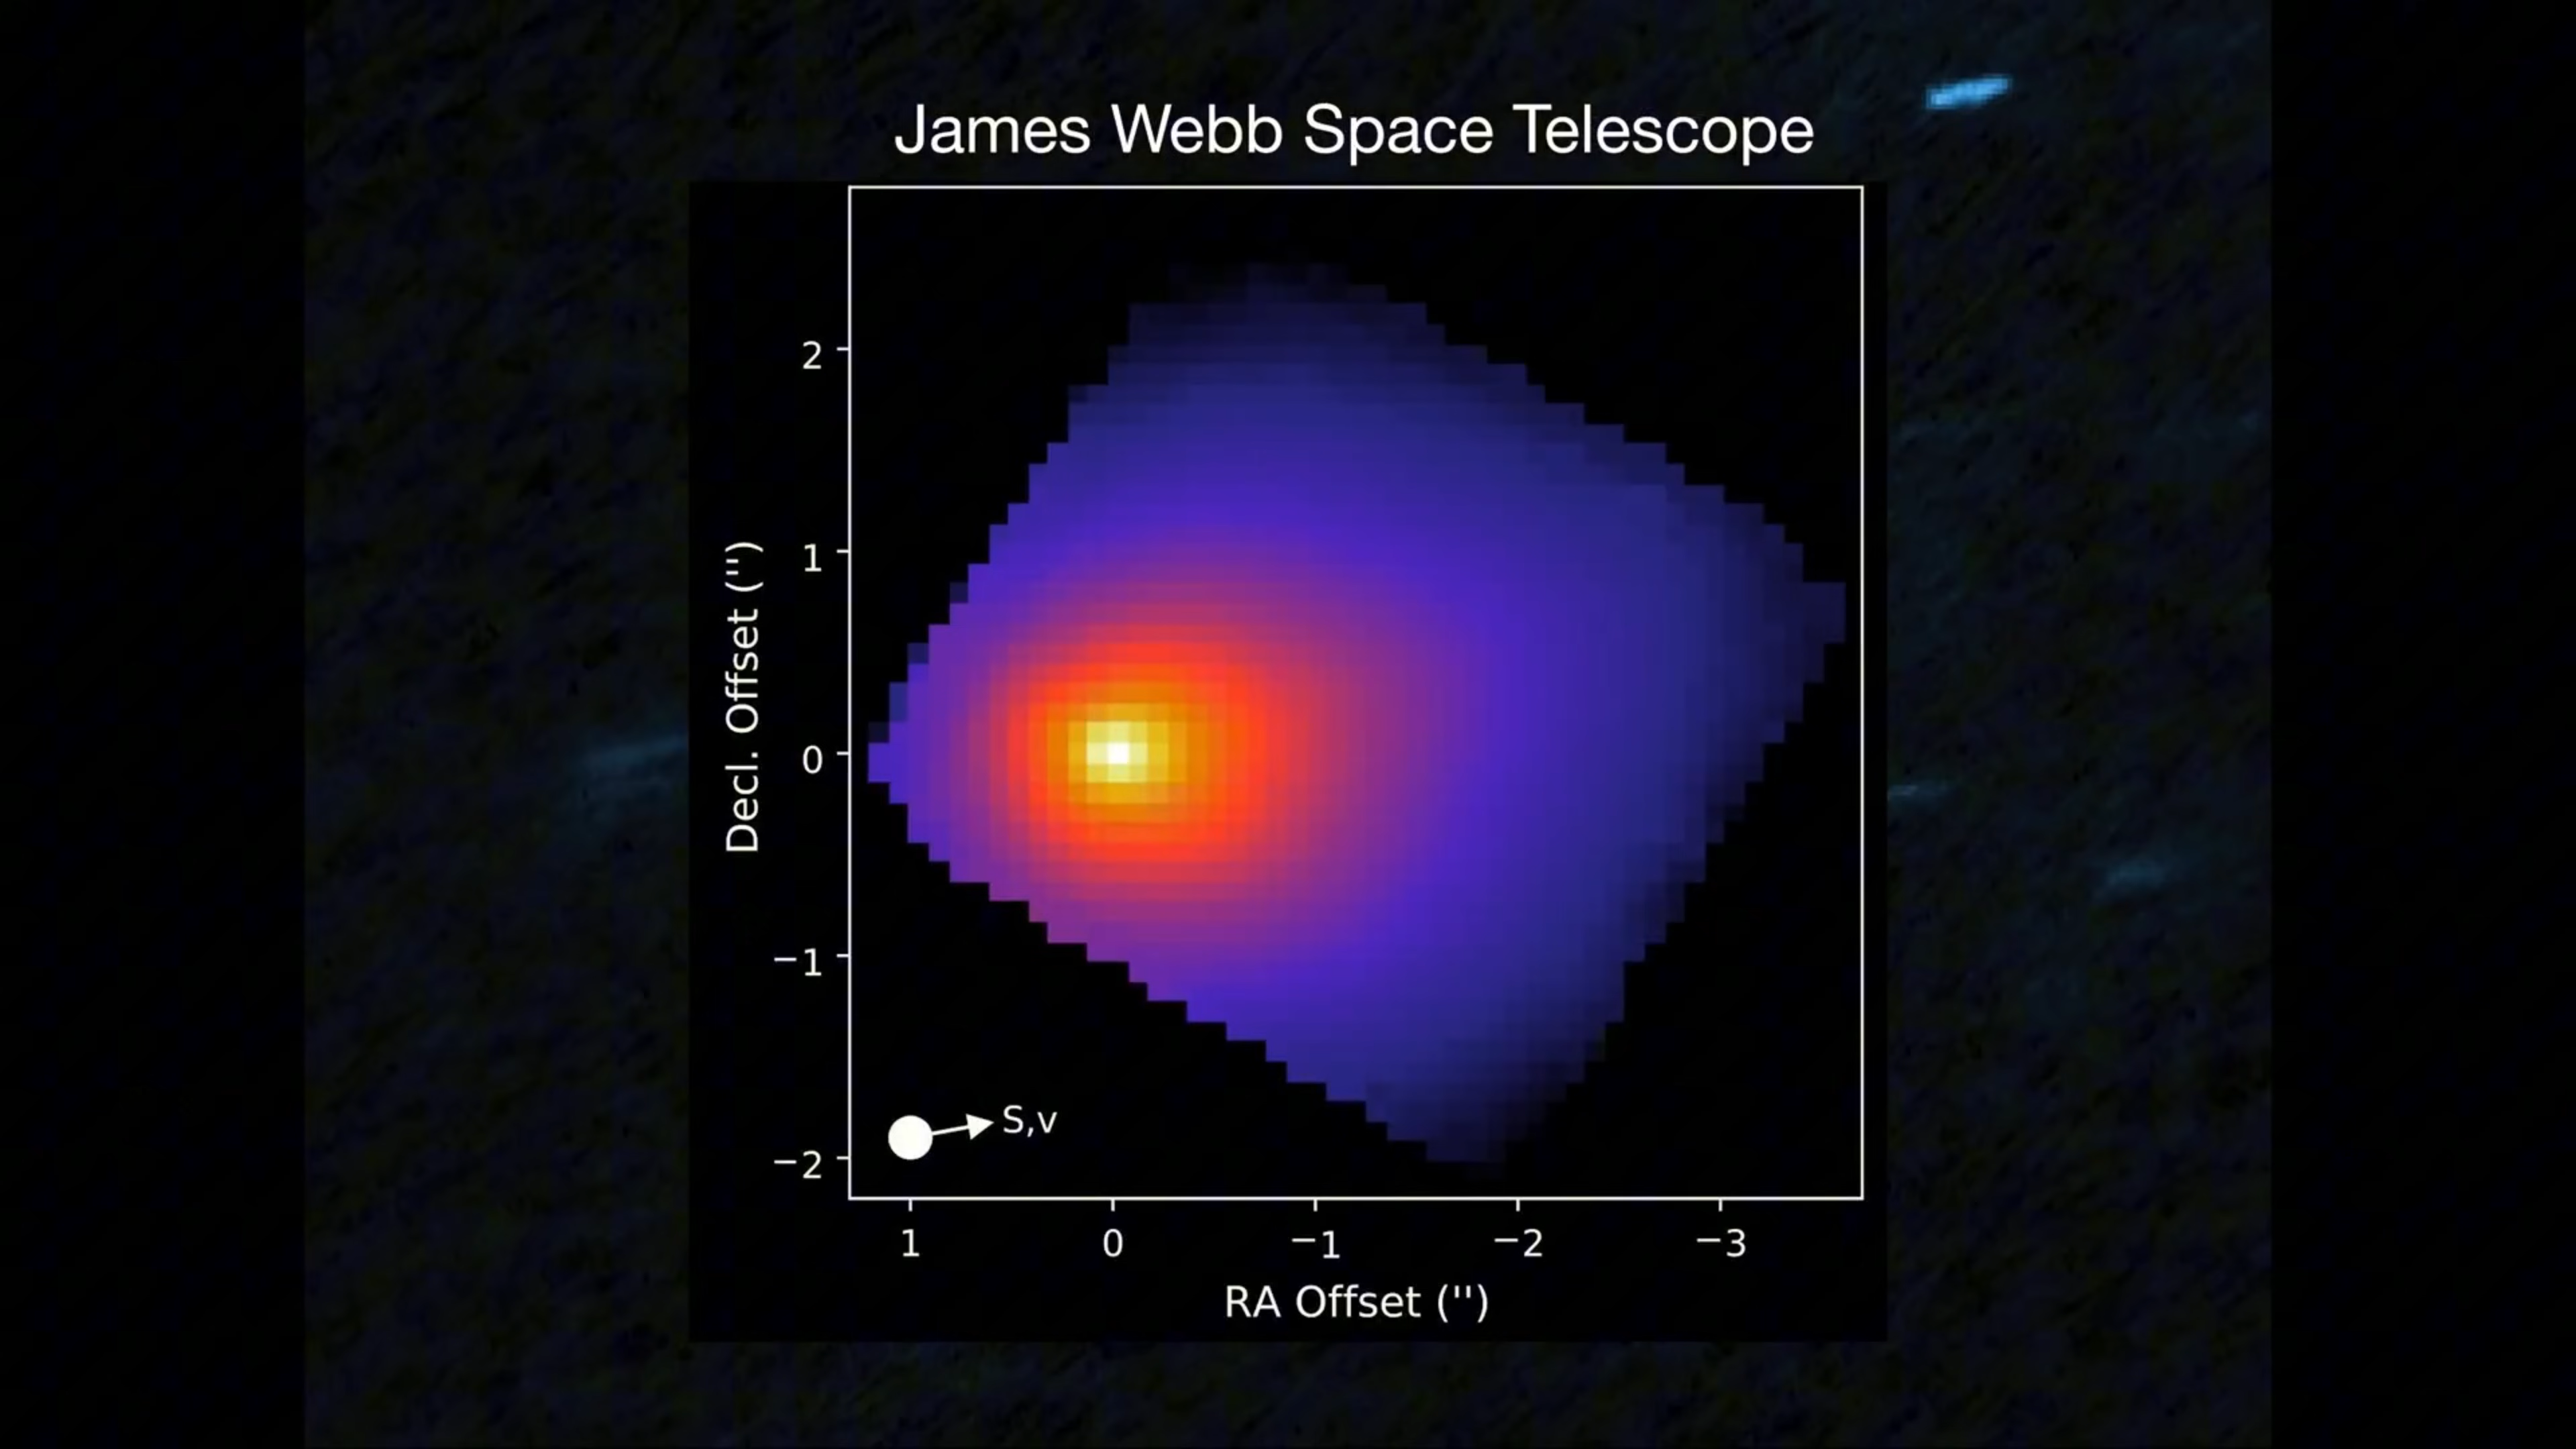 James Webb Space Telescope
2
1
0
−1
−2
Decl. Offset ('')
S,v
1
0
−1
−2
−3
RA Offset ('')